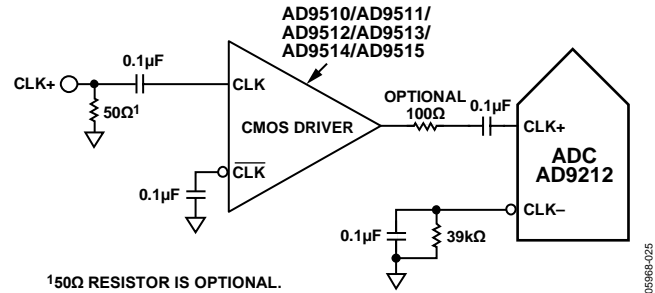 AD9510/AD9511/
AD9512/AD9513/
AD9514/AD9515
0.1µF
CLK+
50Ω¹
CLK
CMOS DRIVER
CLK
0.1µF
OPTIONAL
100Ω
0.1µF
CLK+
ADC
AD9212
CLK–
0.1µF
39kΩ
¹50Ω RESISTOR IS OPTIONAL.
05968-025